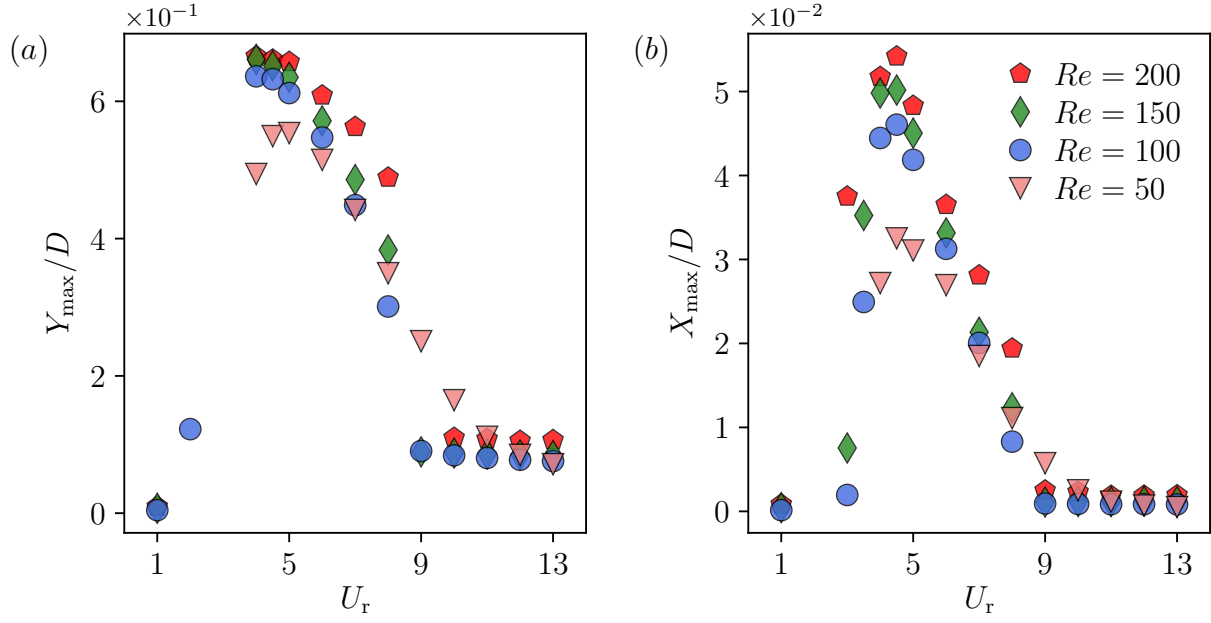 (a)
×10⁻¹
6
4
2
0
1 5 9 13
Y_max/D
U_r
(b)
×10⁻²
5
4
3
2
1
0
1 5 9 13
X_max/D
U_r
Re = 200
Re = 150
Re = 100
Re = 50